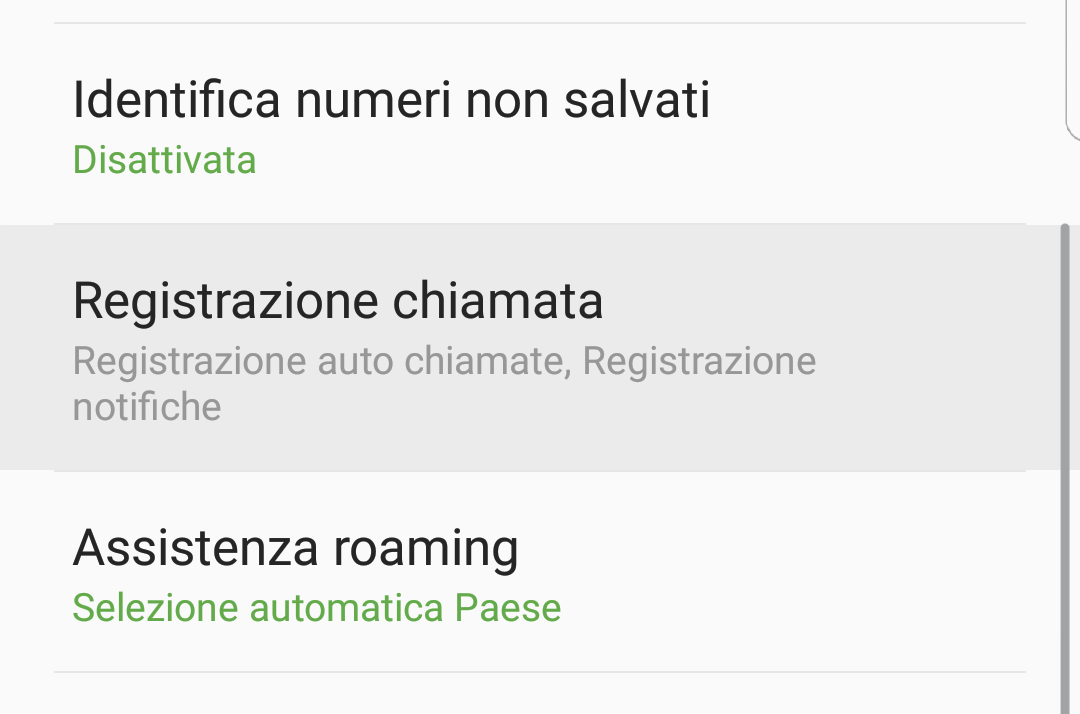 Identifica numeri non salvati
Disattivata
Registrazione chiamata
Registrazione auto chiamate, Registrazione
notifiche
Assistenza roaming
Selezione automatica Paese